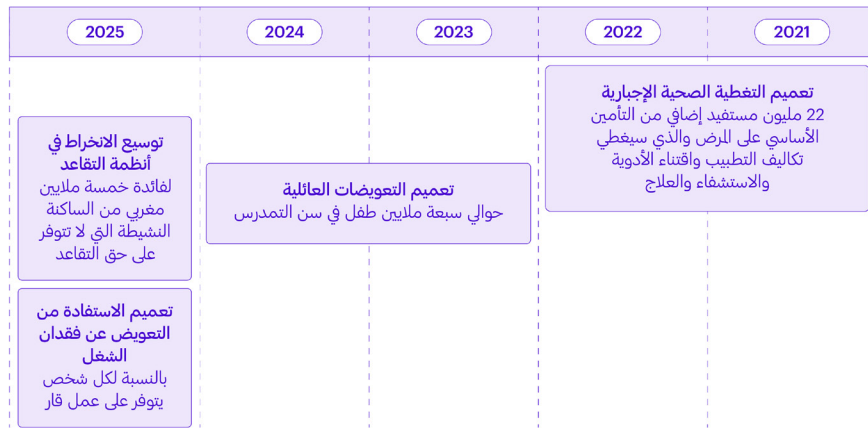 2021
2022
2023
2024
2025
تعميم التغطية الصحية الإجبارية
22 مليون مستفيد إضافي من التأمين
الأساسي على المرض والذي سيغطي
تكاليف التطبيب واقتناء الأدوية
والاستشفاء والعلاج
تعميم التعويضات العائلية
حوالي سبعة ملايين طفل في سن التمدرس
توسيع الانخراط في
أنظمة التقاعد
لفائدة خمسة ملايين
مغربي من الساكنة
النشيطة التي لا تتوفر
على حق التقاعد
تعميم الاستفادة من
التعويض عن فقدان
الشغل
بالنسبة لكل شخص
يتوفر على عمل قار